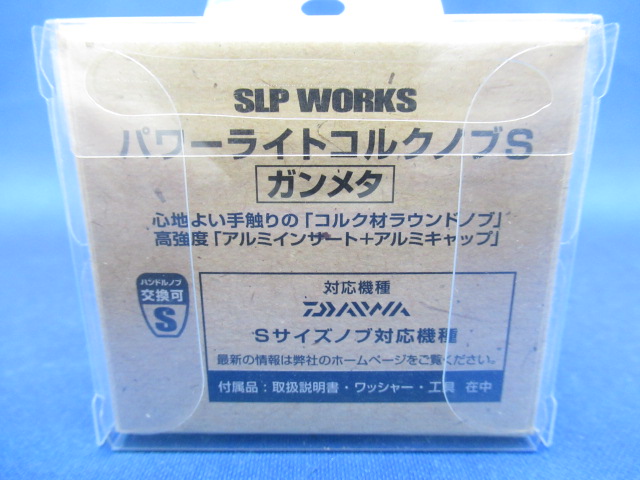 SLP WORKS
パワーライトコルクノブS
ガンメタ
心地よい手触りの「コルク材ラウンドノブ」
高強度「アルミインサート＋アルミキャップ」
ハンドルノブ
交換可
S
対応機種
DAIWA
Sサイズノブ対応機種
最新の情報は弊社のホームページをご覧ください。
付属品：取扱説明書・ワッシャー・工具 在中